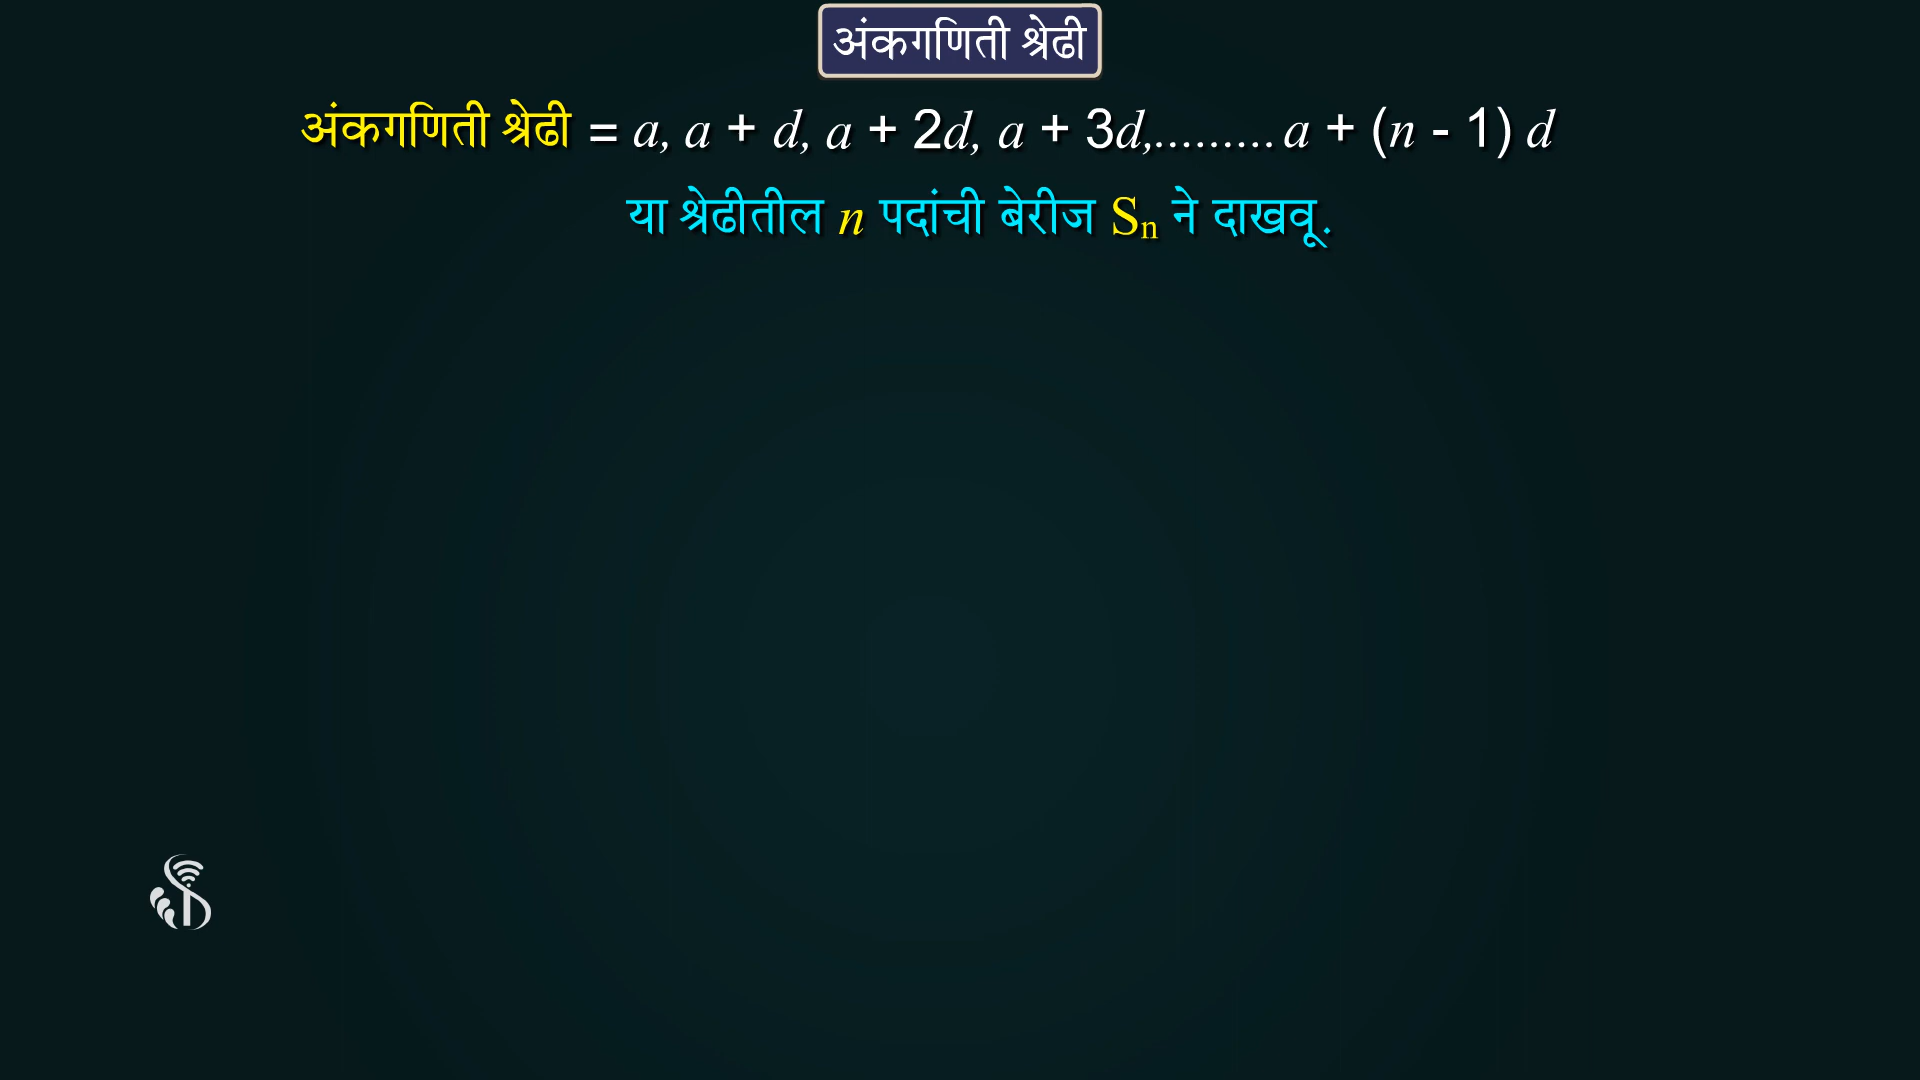 अंकगणिती श्रेढी
अंकगणिती श्रेढी = a, a + d, a + 2d, a + 3d,.........a + (n - 1) d
या श्रेढीतील n पदांची बेरीज Sₙ ने दाखवू.